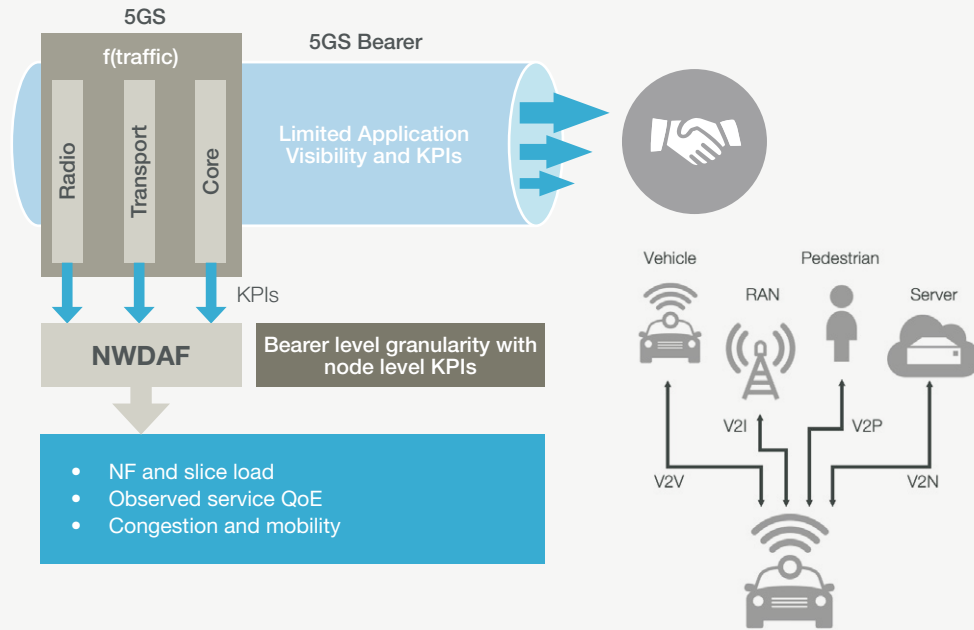 5GS
5GS Bearer
f(traffic)
Radio
Transport
Core
Limited Application
Visibility and KPIs
KPIs
NWDAF
Bearer level granularity with
node level KPIs
• NF and slice load
• Observed service QoE
• Congestion and mobility
Vehicle
RAN
Pedestrian
Server
V2I
V2P
V2V
V2N